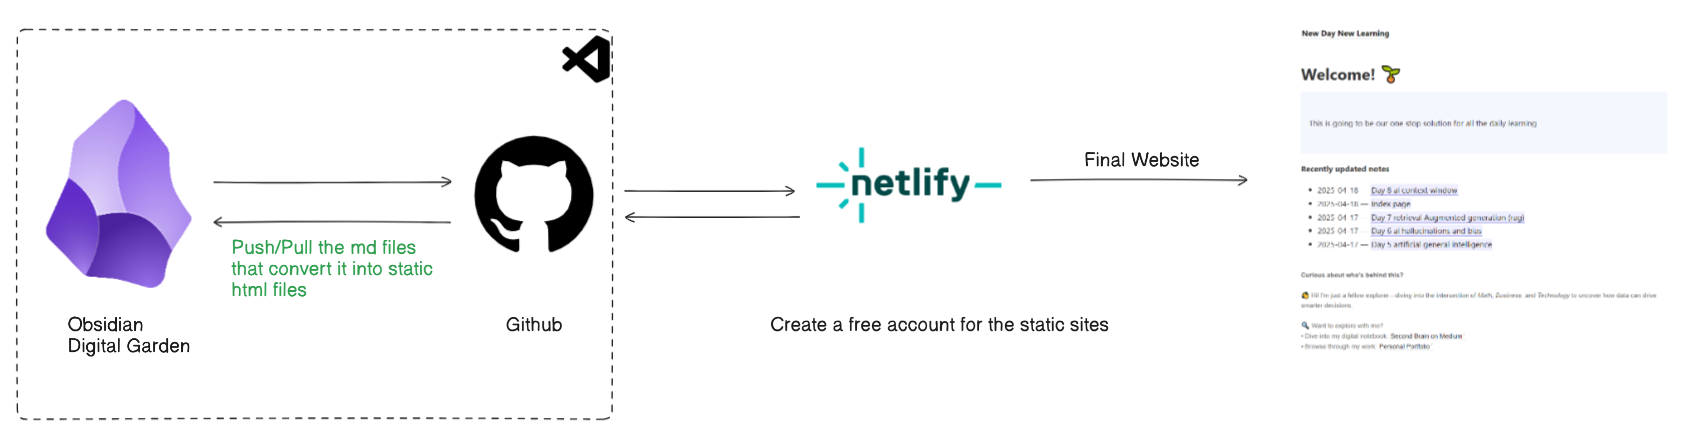 Push/Pull the md files
that convert it into static
html files
Obsidian
Digital Garden
Github
netlify
Create a free account for the static sites
Final Website
New Day New Learning
Welcome!
This is going to be our one stop solution for all the daily learning
Recently updated notes
• 2025-04-18 — Day 8 ai context window
• 2025-04-18 — Index page
• 2025-04-17 — Day 7 retrieval Augmented generation (rag)
• 2025-04-17 — Day 6 ai hallucinations and bias
• 2025-04-17 — Day 5 artificial general intelligence
Curious about who's behind this?
Hi! I'm just a fellow explorer—diving into the intersection of Math, Business, and Technology to uncover how data can drive
smarter decisions.
Want to explore with me?
• Dive into my digital notebook: Second Brain on Medium
• Browse through my work: Personal Portfolio